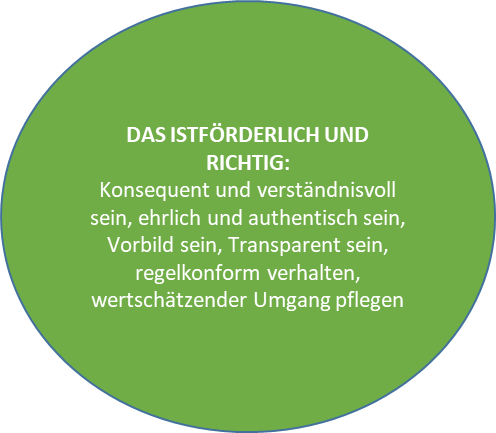 DAS ISTFÖRDERLICH UND
RICHTIG:
Konsequent und verständnisvoll
sein, ehrlich und authentisch sein,
Vorbild sein, Transparent sein,
regelkonform verhalten,
wertschätzender Umgang pflegen